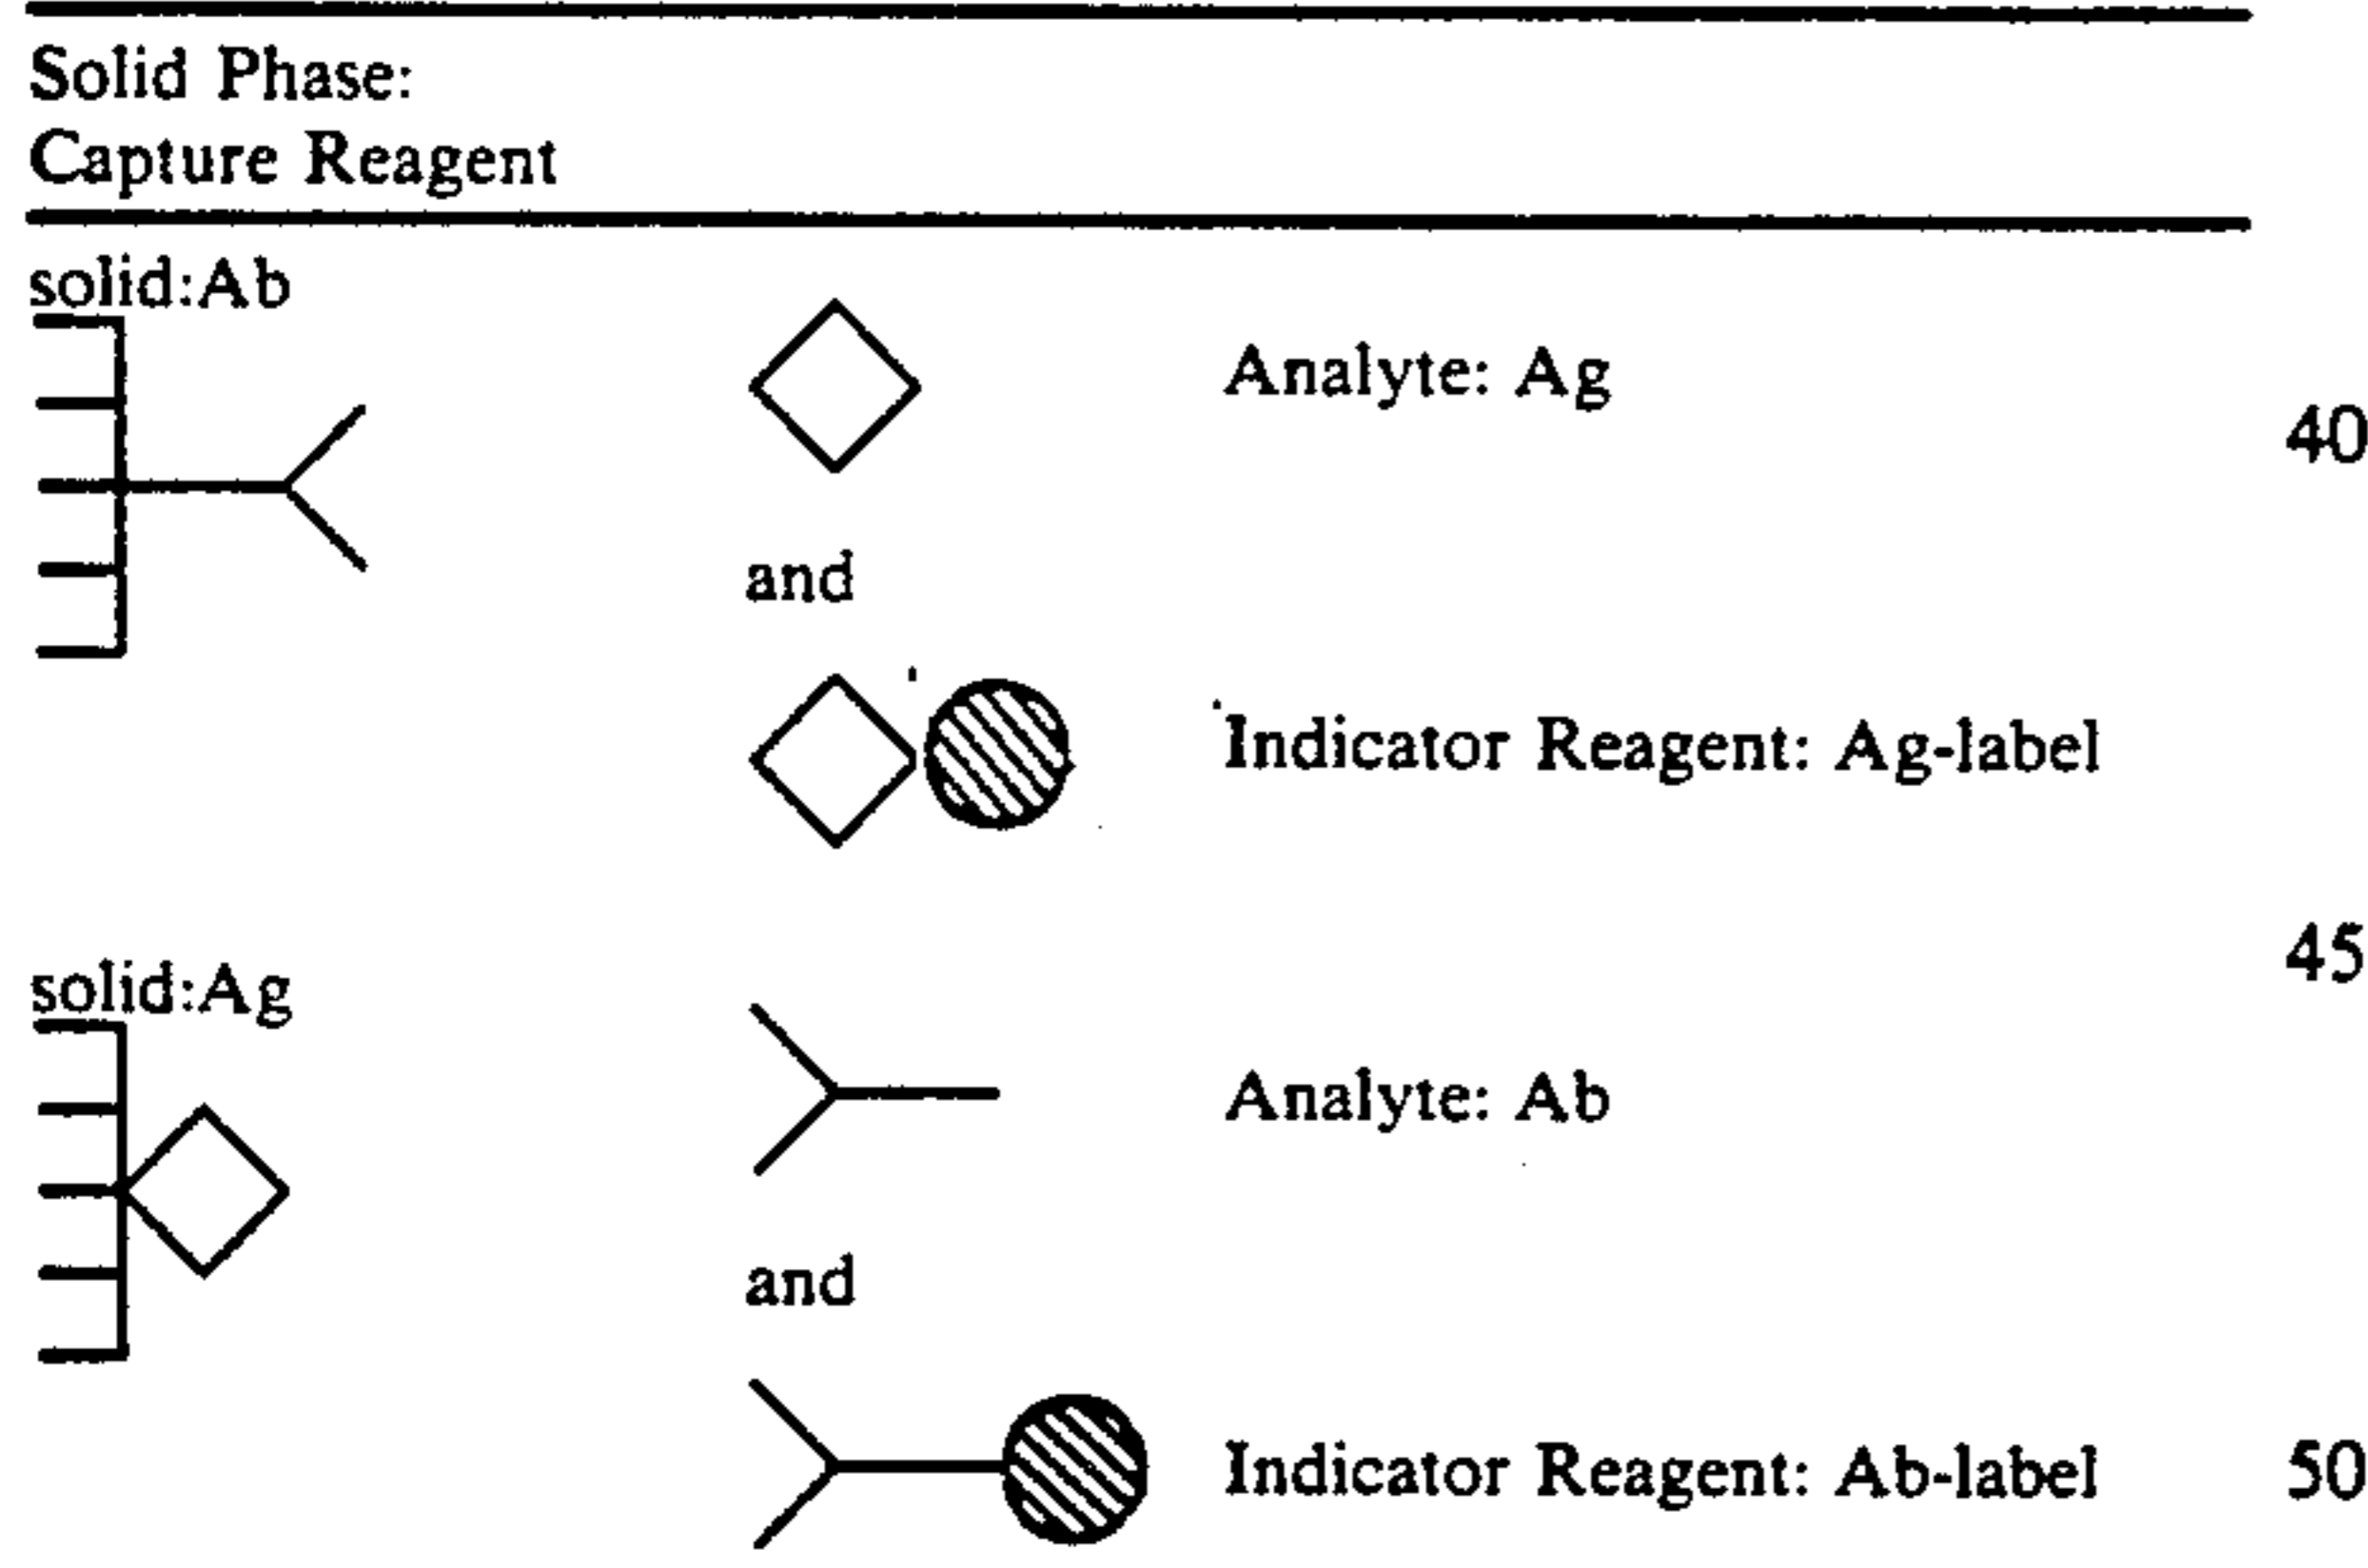 Solid Phase:
Capture Reagent
solid:Ab
Analyte: Ag
40
and
Indicator Reagent: Ag-label
45
solid:Ag
Analyte: Ab
and
Indicator Reagent: Ab-label 50